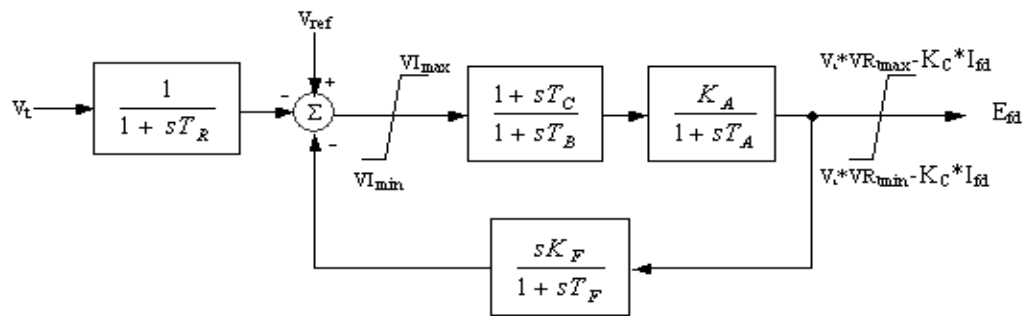 V_ref
VI_max
V_t*VR_max-K_C*I_fd
V_t
1
1 + sT_R
-
+
Σ
-
1 + sT_C
1 + sT_B
K_A
1 + sT_A
E_fd
VI_min
V_t*VR_min-K_C*I_fd
sK_F
1 + sT_F